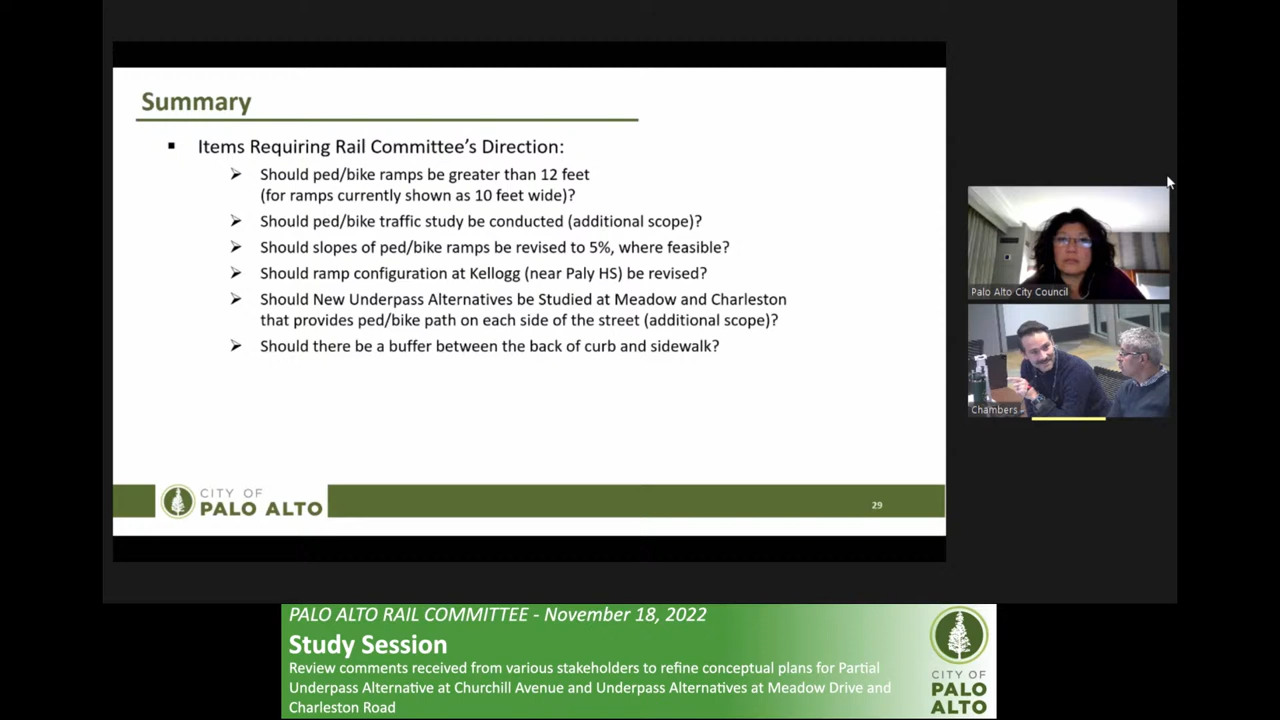 Summary
▪ Items Requiring Rail Committee's Direction:
➢ Should ped/bike ramps be greater than 12 feet
(for ramps currently shown as 10 feet wide)?
➢ Should ped/bike traffic study be conducted (additional scope)?
➢ Should slopes of ped/bike ramps be revised to 5%, where feasible?
➢ Should ramp configuration at Kellogg (near Paly HS) be revised?
➢ Should New Underpass Alternatives be Studied at Meadow and Charleston
that provides ped/bike path on each side of the street (additional scope)?
➢ Should there be a buffer between the back of curb and sidewalk?
CITY OF
PALO ALTO
29
Palo Alto City Council
Chambers -
PALO ALTO RAIL COMMITTEE - November 18, 2022
Study Session
Review comments received from various stakeholders to refine conceptual plans for Partial
Underpass Alternative at Churchill Avenue and Underpass Alternatives at Meadow Drive and
Charleston Road
CITY OF
PALO
ALTO